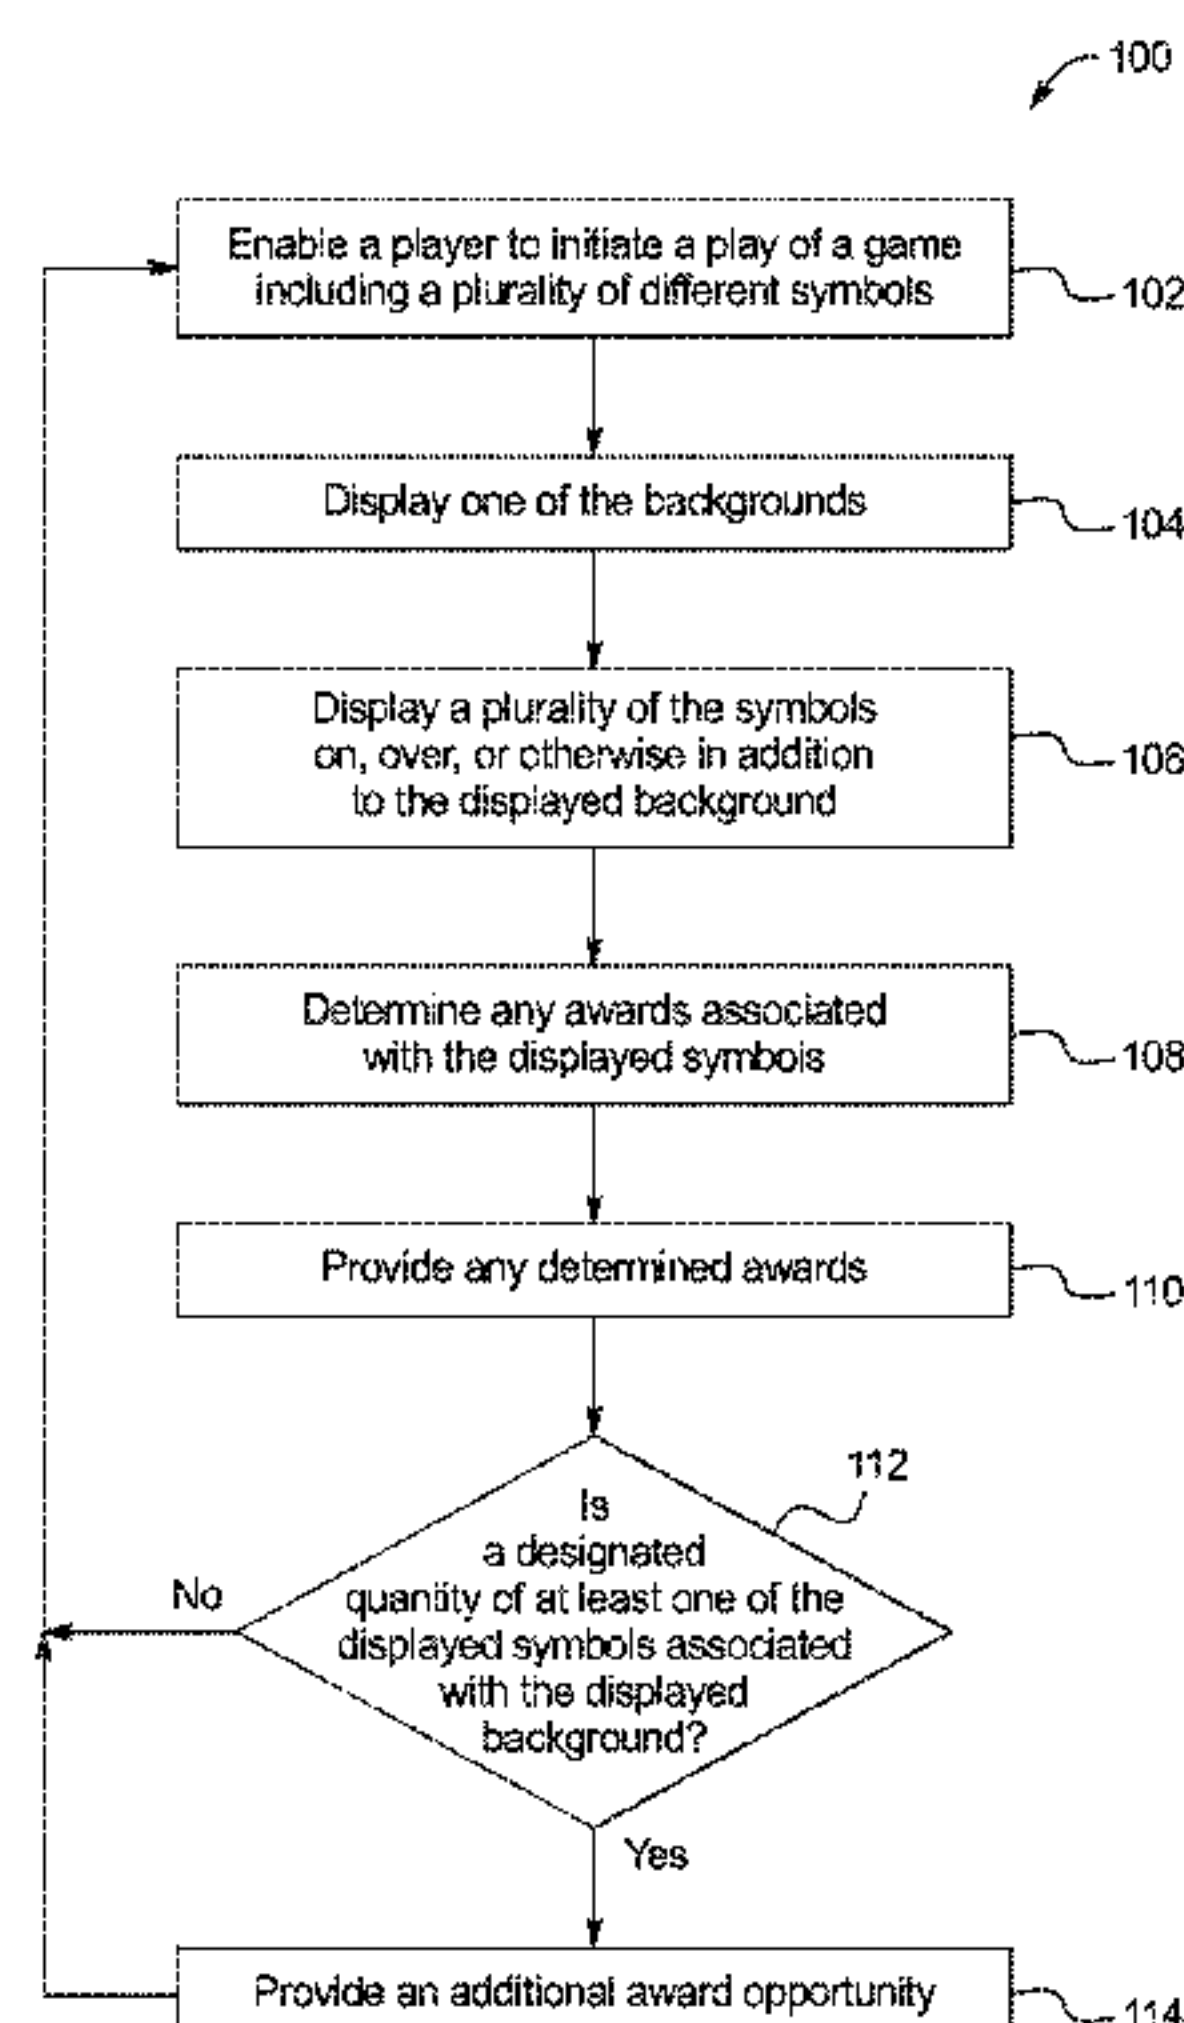 100
Enable a player to initiate a play of a game
including a plurality of different symbols
102
Display one of the backgrounds
104
Display a plurality of the symbols
on, over, or otherwise in addition
to the displayed background
106
Determine any awards associated
with the displayed symbols
108
Provide any determined awards
110
112
Is
a designated
quantity of at least one of the
displayed symbols associated
with the displayed
background?
No
Yes
Provide an additional award opportunity
114